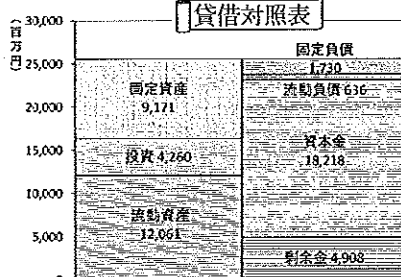 貸借対照表
(百万円)
30,000
25,000
20,000
15,000
10,000
5,000
0
固定資産
9,171
投資 4,260
流動資産
12,061
固定負債
1,730
流動負債 636
資本金
18,218
剰余金 4,908